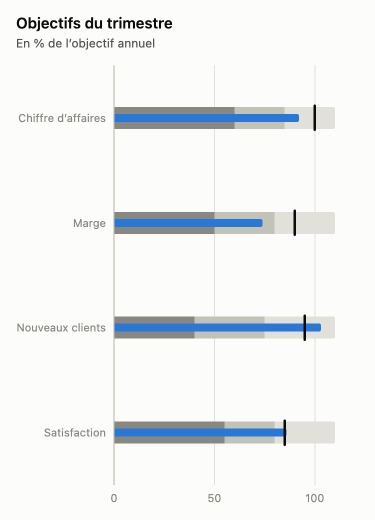 Objectifs du trimestre
En % de l’objectif annuel
Chiffre d’affaires
Marge
Nouveaux clients
Satisfaction
0 50 100